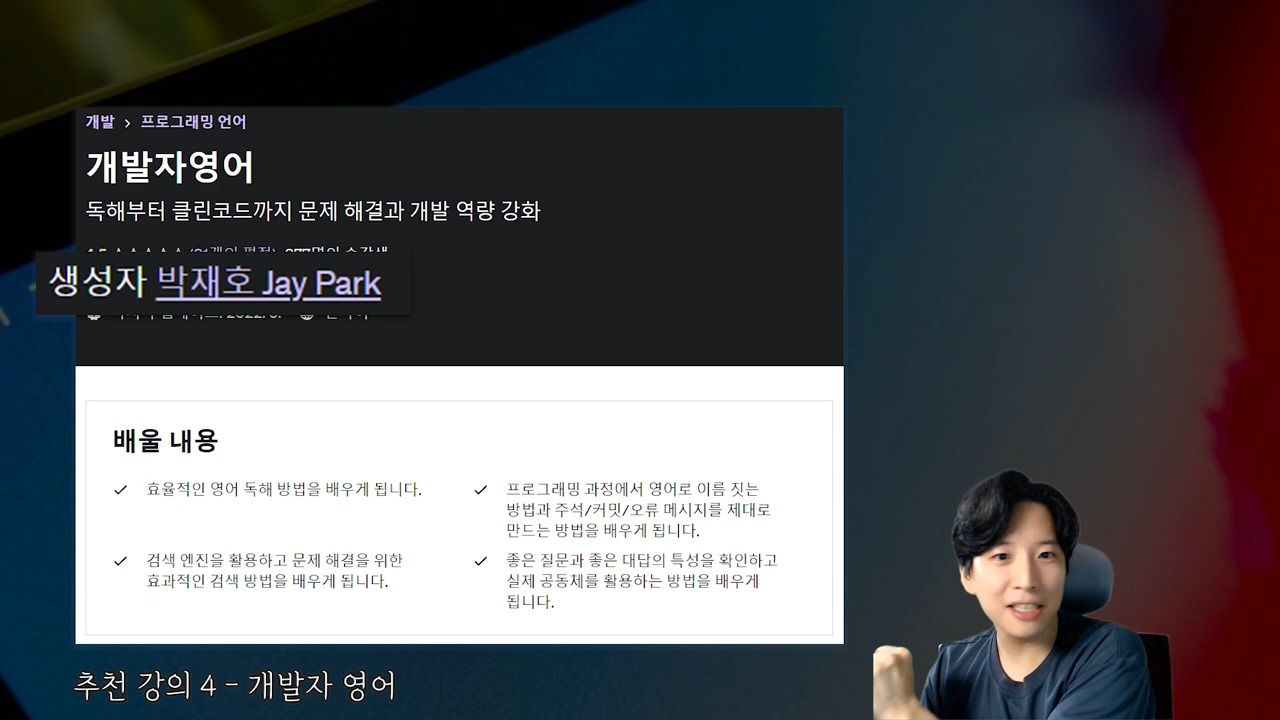 개발 > 프로그래밍 언어
개발자영어
독해부터 클린코드까지 문제 해결과 개발 역량 강화
생성자 박재호 Jay Park
배울 내용
효율적인 영어 독해 방법을 배우게 됩니다.
프로그래밍 과정에서 영어로 이름 짓는
방법과 주석/커밋/오류 메시지를 제대로
만드는 방법을 배우게 됩니다.
검색 엔진을 활용하고 문제 해결을 위한
효과적인 검색 방법을 배우게 됩니다.
좋은 질문과 좋은 대답의 특성을 확인하고
실제 공동체를 활용하는 방법을 배우게
됩니다.
추천 강의 4 - 개발자 영어